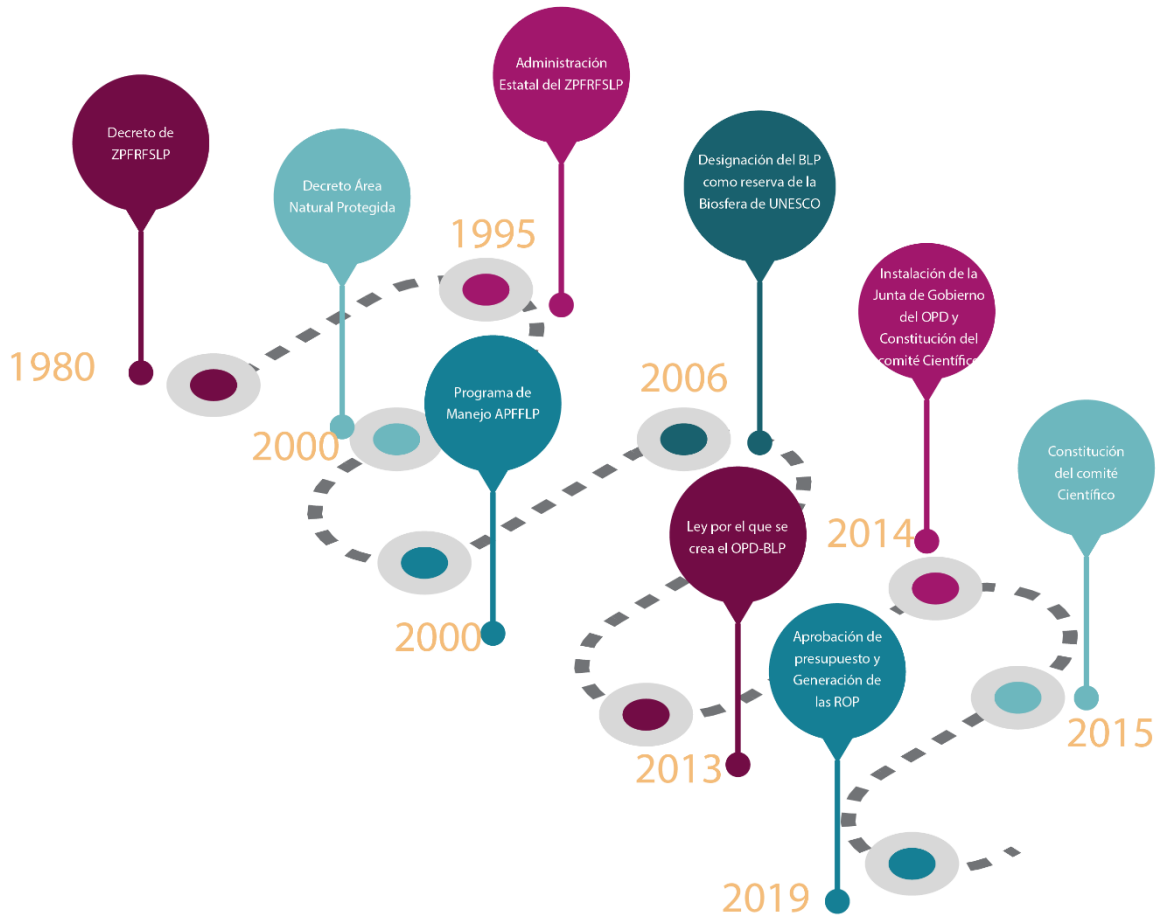 1980
Decreto de
ZPFRFSLP
1995
Administración
Estatal del ZPFRFSLP
2000
Decreto Área
Natural Protegida
2000
Programa de
Manejo APFFLP
2006
Designación del BLP
como reserva de la
Biosfera de UNESCO
2013
Ley por el que se
crea el OPD-BLP
2014
Instalación de la
Junta de Gobierno
del OPD y
Constitución del
comité Científic
2015
Constitución
del comité
Científico
2019
Aprobación de
presupuesto y
Generación de
las ROP